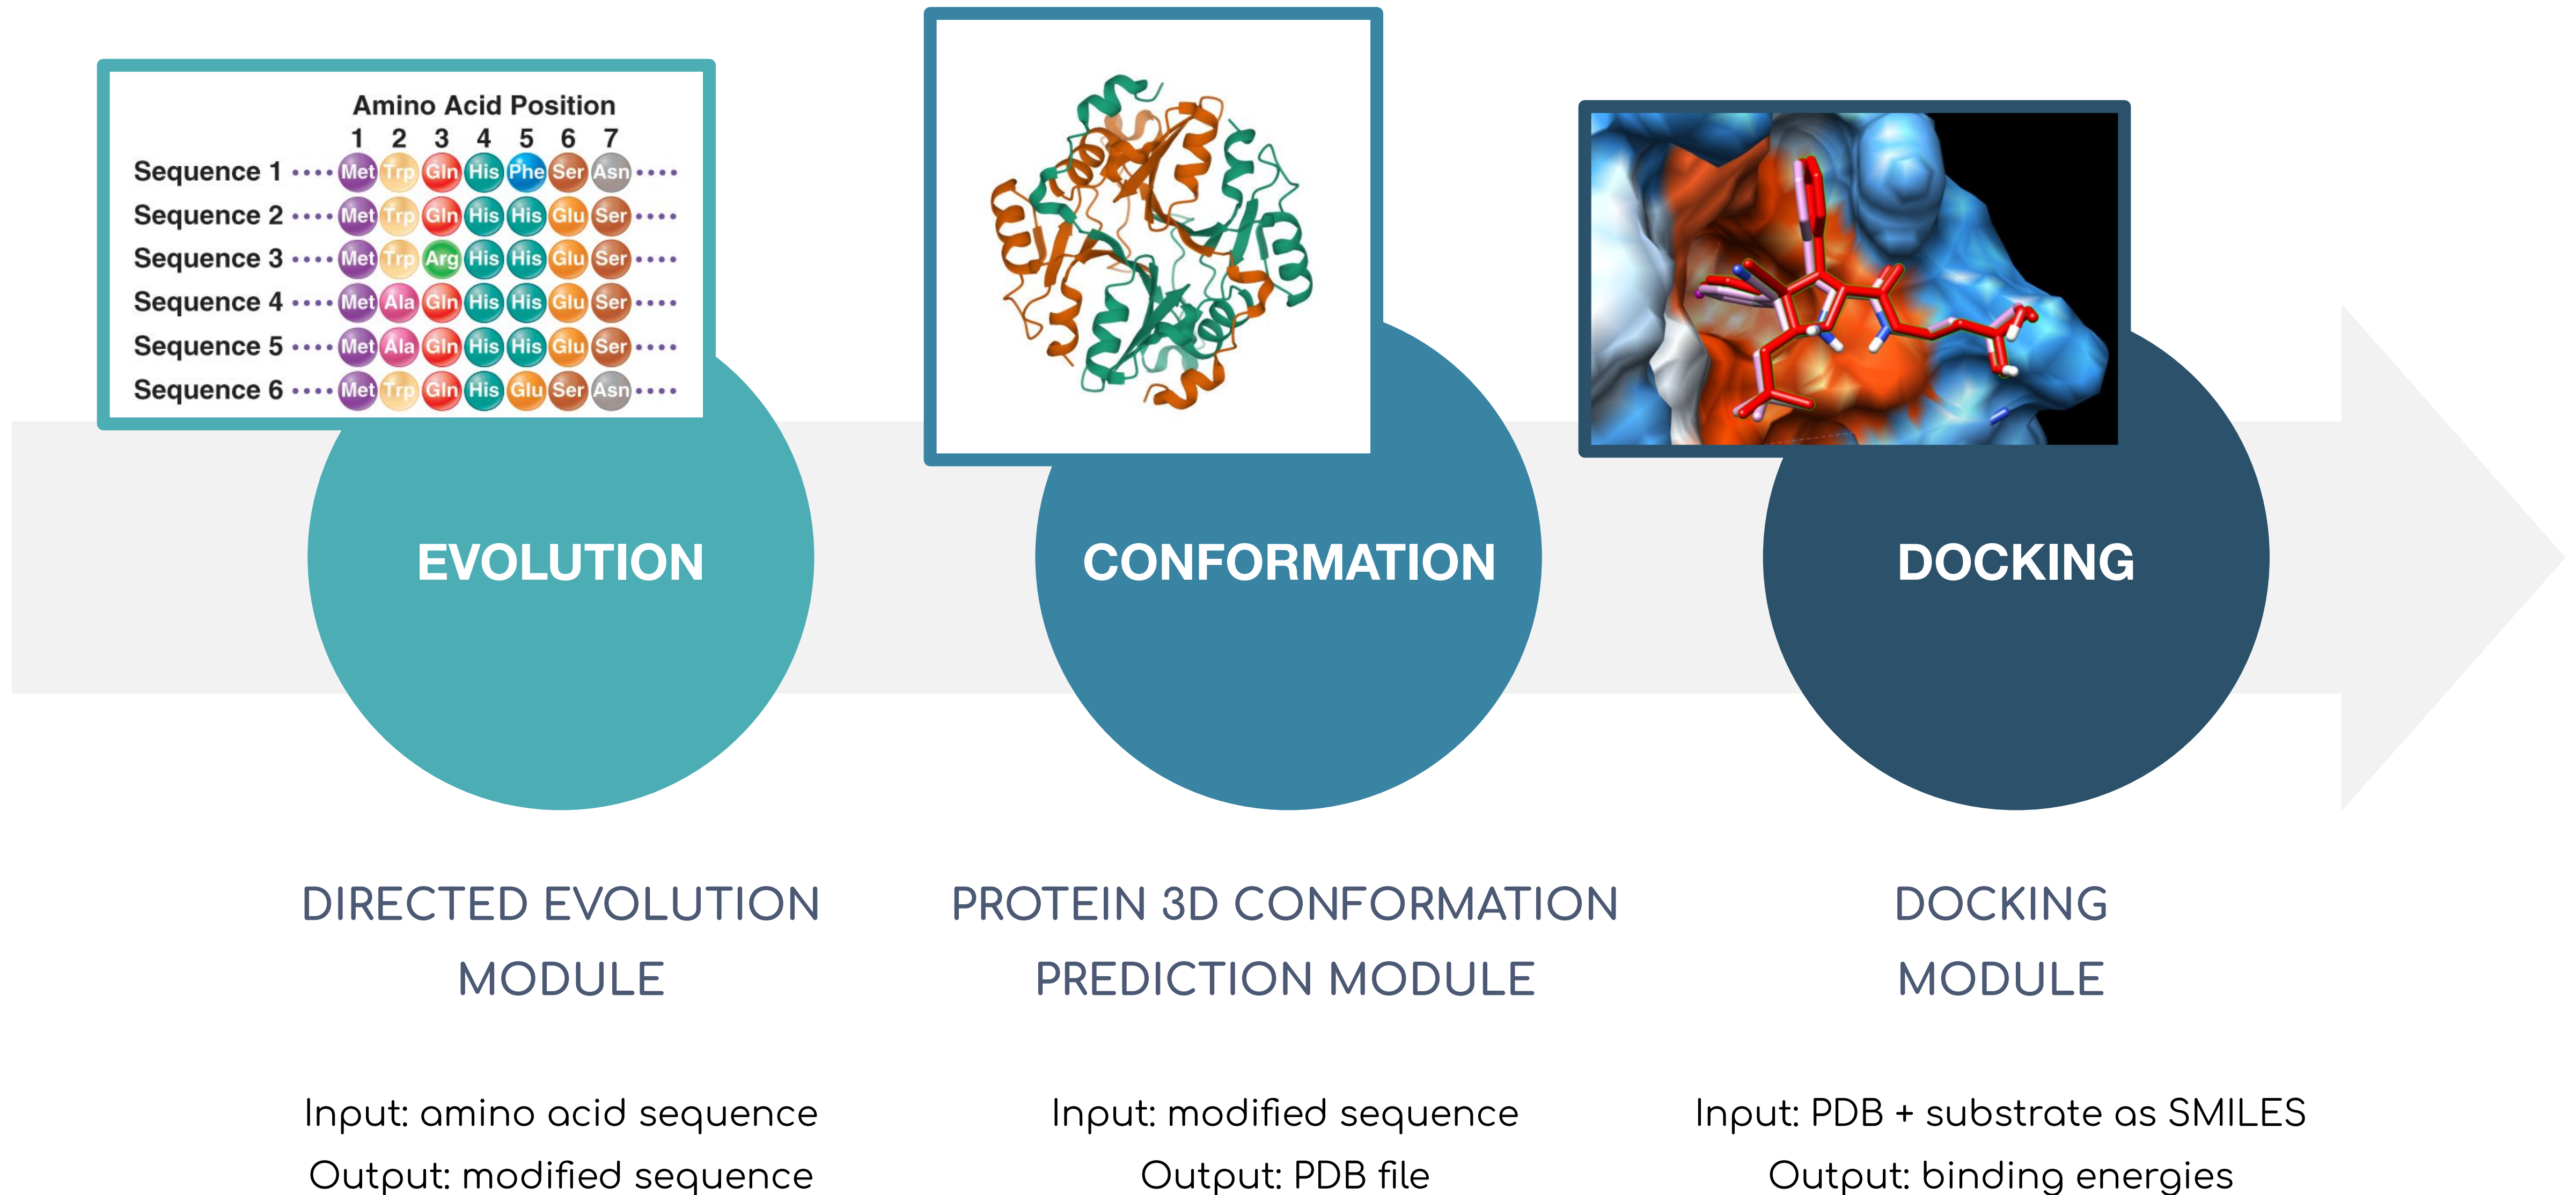 Amino Acid Position
1 2 3 4 5 6 7
Sequence 1 Met Trp Gln His Phe Ser Asn
Sequence 2 Met Trp Gln His His Glu Ser
Sequence 3 Met Trp Arg His His Glu Ser
Sequence 4 Met Ala Gln His His Glu Ser
Sequence 5 Met Ala Gln His His Glu Ser
Sequence 6 Met Trp Gln His Glu Ser Asn
EVOLUTION
CONFORMATION
DOCKING
DIRECTED EVOLUTION
MODULE
PROTEIN 3D CONFORMATION
PREDICTION MODULE
DOCKING
MODULE
Input: amino acid sequence
Output: modified sequence
Input: modified sequence
Output: PDB file
Input: PDB + substrate as SMILES
Output: binding energies